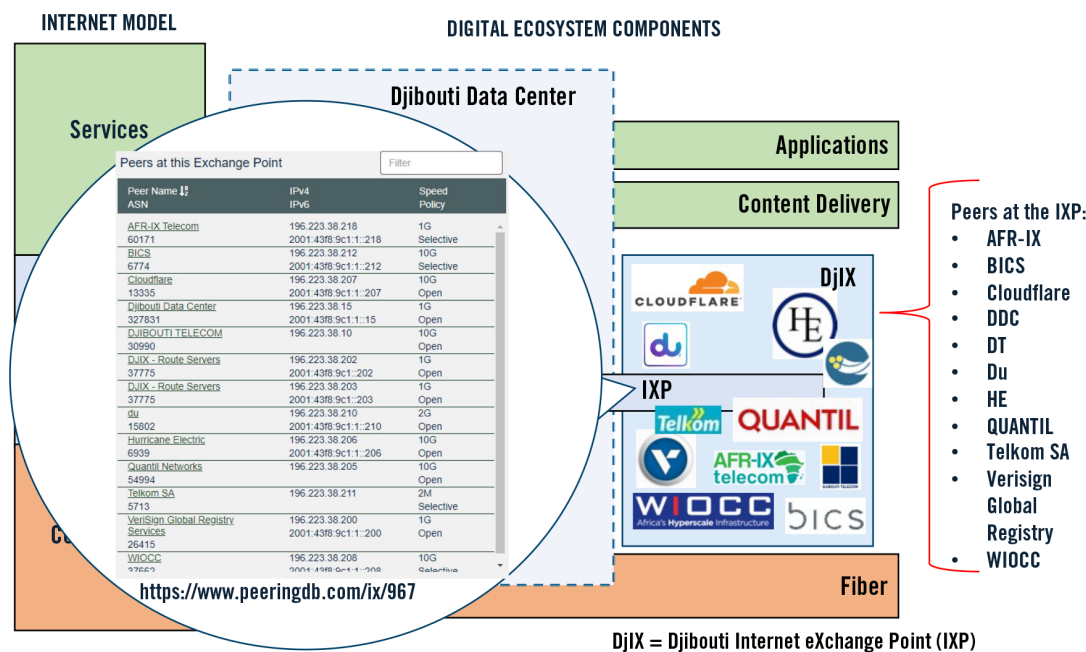 INTERNET MODEL
DIGITAL ECOSYSTEM COMPONENTS
Services
Djibouti Data Center
Applications
Content Delivery
Peers at this Exchange Point
Filter
Peer Name IPv4 Speed
ASN IPv6 Policy
AFR-IX Telecom 196.223.38.218 1G
60171 2001:43f8:9c1:1::218 Selective
BICS 196.223.38.212 10G
6774 2001:43f8:9c1:1::212 Selective
Cloudflare 196.223.38.207 10G
13335 2001:43f8:9c1:1::207 Open
Djibouti Data Center 196.223.38.15 1G
327831 2001:43f8:9c1:1::15 Open
DJIBOUTI TELECOM 196.223.38.10 10G
30990 Open
DJIX - Route Servers 196.223.38.202 1G
37775 2001:43f8:9c1::202 Open
DJIX - Route Servers 196.223.38.203 1G
37775 2001:43f8:9c1::203 Open
du 196.223.38.210 2G
15802 2001:43f8:9c1:1::210 Open
Hurricane Electric 196.223.38.206 10G
6939 2001:43f8:9c1:1::206 Open
Quantil Networks 196.223.38.205 10G
54994 Open
Telkom SA 196.223.38.211 2M
5713 Selective
VeriSign Global Registry 196.223.38.200 1G
Services 2001:43f8:9c1:1::200 Open
26415
WIOCC 196.223.38.208 10G
37662 2001:43f8:9c1:1::208 Selective
https://www.peeringdb.com/ix/967
DjIX
CLOUDFLARE
HE
du
IXP
Telkom
QUANTIL
AFR-IX
telecom
DJIBOUTI TELECOM
WIOCC
Africa's Hyperscale Infrastructure
bics
Fiber
Peers at the IXP:
• AFR-IX
• BICS
• Cloudflare
• DDC
• DT
• Du
• HE
• QUANTIL
• Telkom SA
• Verisign
Global
Registry
• WIOCC
DjIX = Djibouti Internet eXchange Point (IXP)